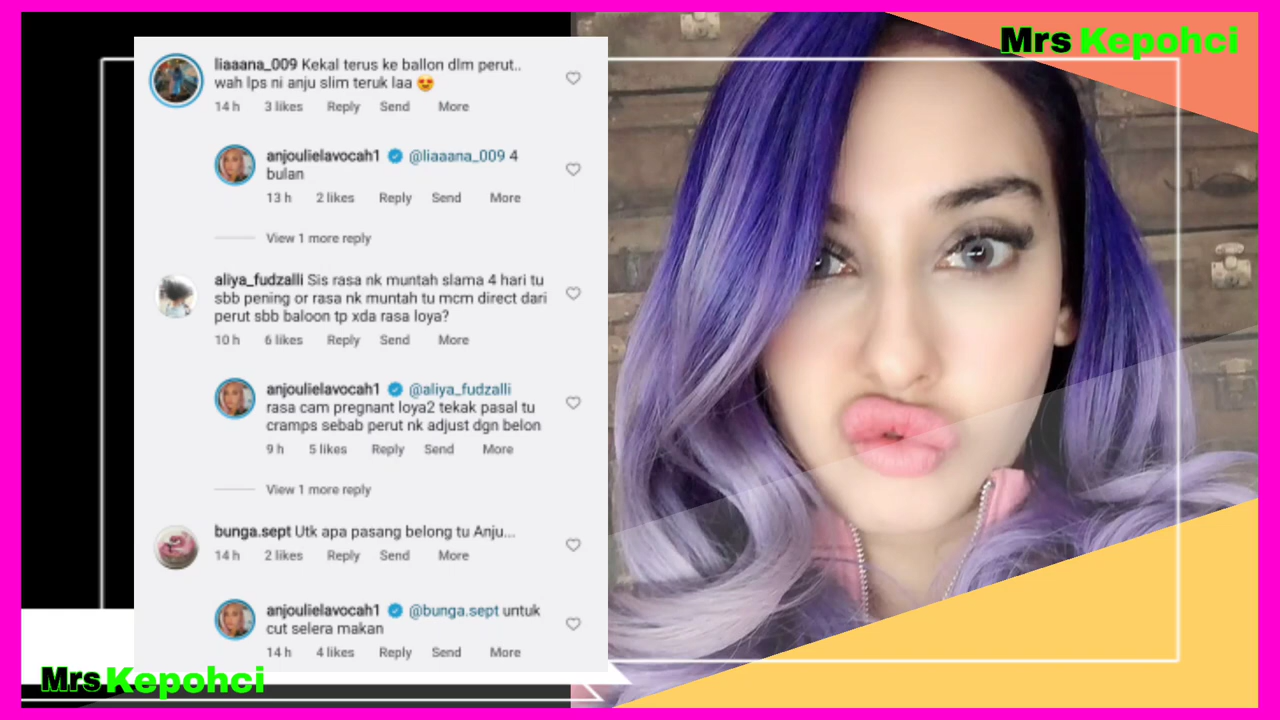 Mrs Kepohci
liaaana_009 Kekal terus ke ballon dlm perut..
wah lps ni anju slim teruk laa 😍
14 h 3 likes Reply Send More
anjoulielavocah1 @liaaana_009 4
bulan
13 h 2 likes Reply Send More
View 1 more reply
aliya_fudzalli Sis rasa nk muntah slama 4 hari tu
sbb pening or rasa nk muntah tu mcm direct dari
perut sbb baloon tp xda rasa loya?
10 h 6 likes Reply Send More
anjoulielavocah1 @aliya_fudzalli
rasa cam pregnant loya2 tekak pasal tu
cramps sebab perut nk adjust dgn belon
9 h 5 likes Reply Send More
View 1 more reply
bunga.sept Utk apa pasang belong tu Anju...
14 h 2 likes Reply Send More
anjoulielavocah1 @bunga.sept untuk
cut selera makan
14 h 4 likes Reply Send More
Mrs Kepohci